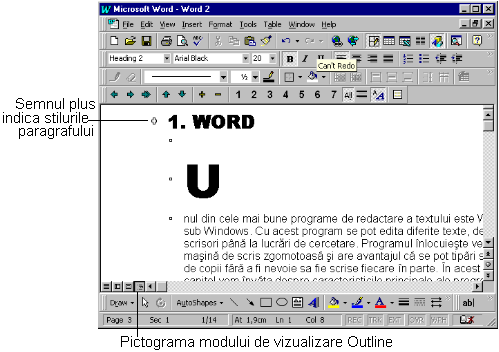 Microsoft Word - Word 2
File Edit View Insert Format Tools Table Window Help
Heading 2 Arial Black 20 B I U
Can't Redo
½
1 2 3 4 5 6 7 All
Semnul plus
indica stilurile
paragrafului
1. WORD
U
nul din cele mai bune programe de redactare a textului este
sub Windows. Cu acest program se pot edita diferite texte, de
scrisori până la lucrări de cercetare. Programul înlocuieşte
maşină de scris zgomotoasă şi are avantajul că se pot tipări
de copii fără a fi nevoie sa fie scrise fiecare în parte. În acest
capitol vom învăţa despre caracteristicile principale ale
Draw AutoShapes A A ab|
Page 3 Sec 1 1/14 At 1,9cm Ln 1 Col 8 REC TRK EXT OVR WPH
Pictograma modului de vizualizare Outline